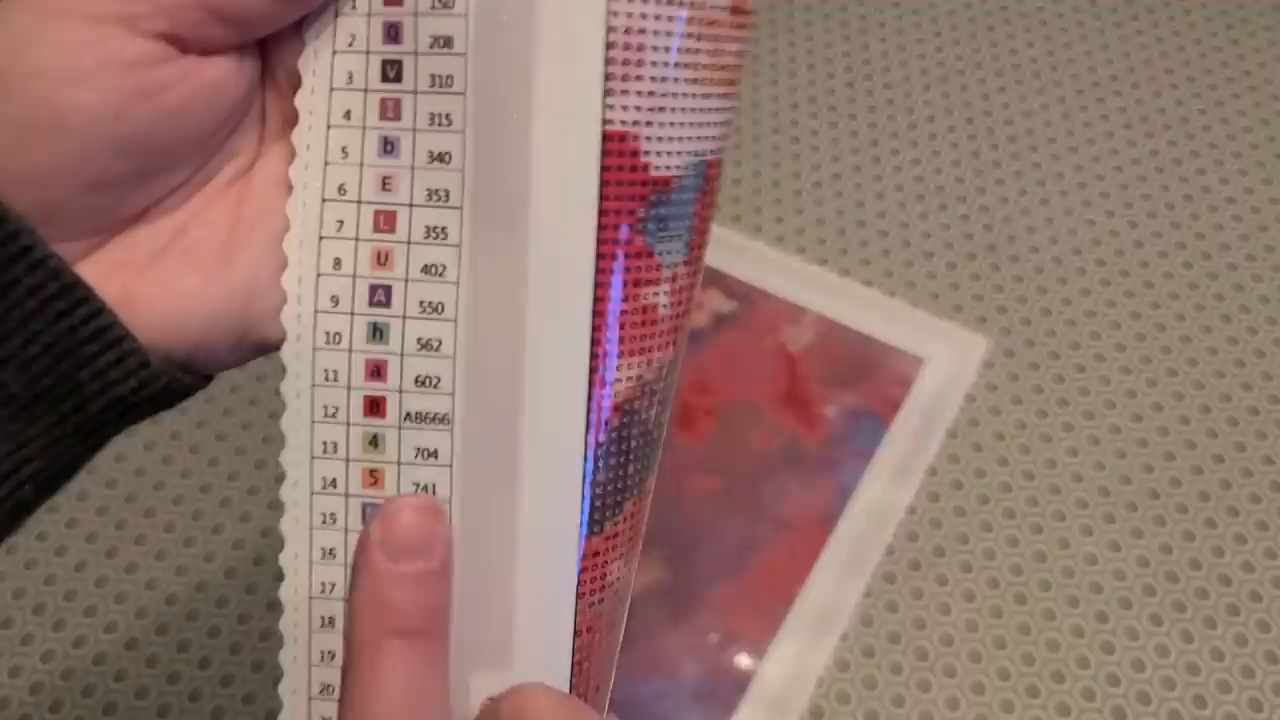 1 150
2 Q 208
3 V 310
4 I 315
5 b 340
6 E 353
7 L 355
8 U 402
9 A 550
10 h 562
11 a 602
12 AB666
13 4 704
14 5 741
15
16
17
18
19
20